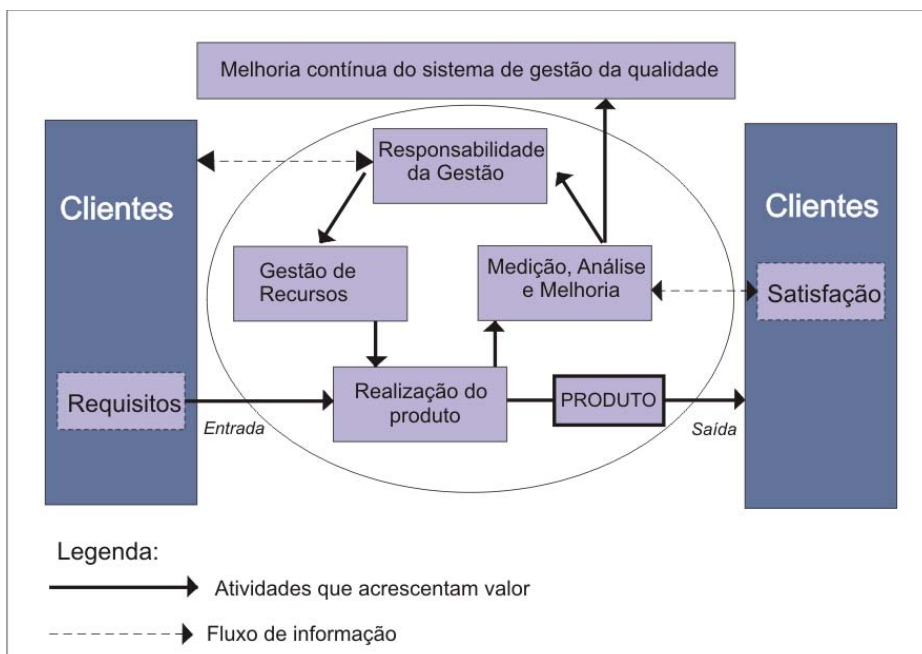 Melhoria contínua do sistema de gestão da qualidade
Responsabilidade
da Gestão
Clientes
Clientes
Gestão de
Recursos
Medição, Análise
e Melhoria
Satisfação
Requisitos
Entrada
Realização do
produto
PRODUTO
Saída
Legenda:
Atividades que acrescentam valor
Fluxo de informação